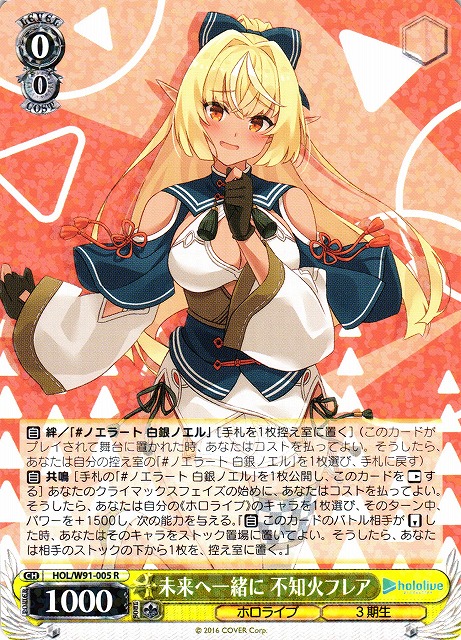 LEVEL
0
0
COST
自 絆／「#ノエラート 白銀ノエル」［手札を1枚控え室に置く］（このカードが
プレイされて舞台に置かれた時、あなたはコストを払ってよい。そうしたら、
あなたは自分の控え室の「#ノエラート 白銀ノエル」を1枚選び、手札に戻す）
自 共鳴 ［手札の「#ノエラート 白銀ノエル」を1枚公開し、このカードを
する］ あなたのクライマックスフェイズの始めに、あなたはコストを払ってよい。
そうしたら、あなたは自分の《ホロライブ》のキャラを1枚選び、そのターン中、
パワーを＋1500し、次の能力を与える。『自 このカードのバトル相手が
した時、あなたはそのキャラをストック置場に置いてよい。そうしたら、あなたは
相手のストックの下から1枚を、控え室に置く。』
CH HOL/W91-005 R
未来へ一緒に 不知火フレア
hololive
POWER
1000
SOUL
ホロライブ
3期生
© 2016 COVER Corp.